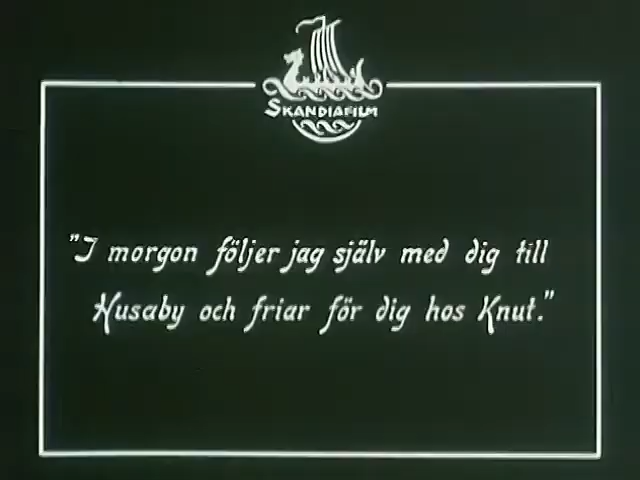 SKANDIAFILM
"I morgon följer jag själv med dig till
Husaby och friar för dig hos Knut."